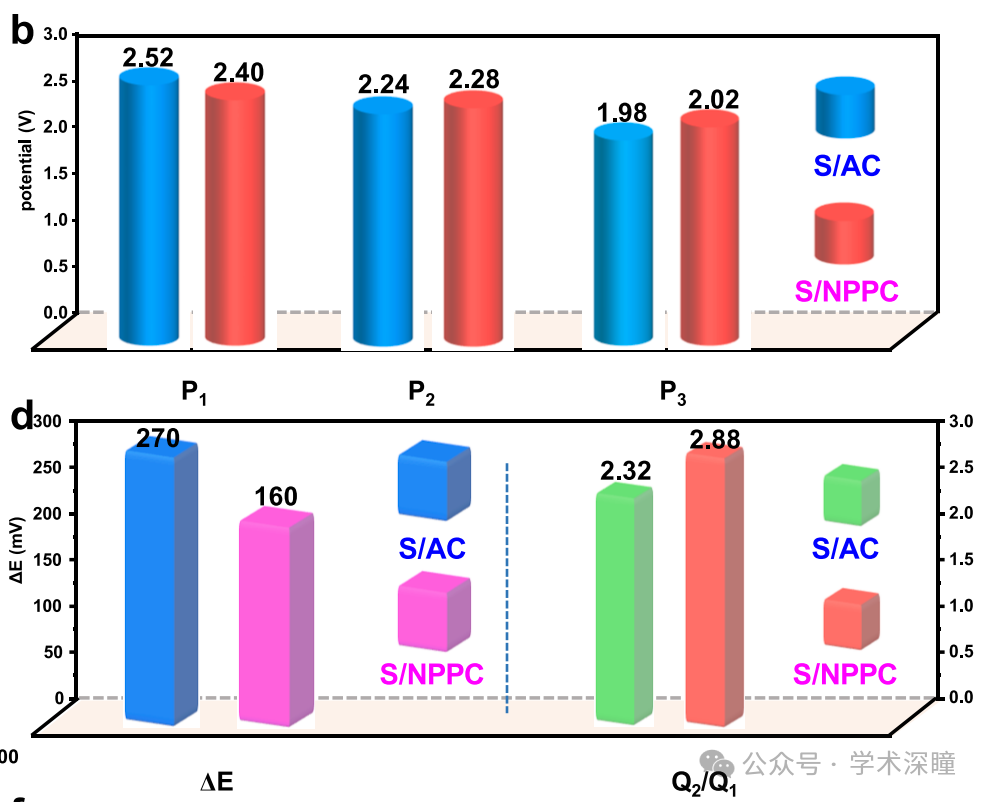 b
3.0
2.5
2.0
1.5
1.0
0.5
0.0
potential (V)
2.52
2.40
2.24
2.28
1.98
2.02
S/AC
S/NPPC
P₁
P₂
P₃
d
300
250
200
150
100
50
0
ΔE (mV)
270
160
S/AC
S/NPPC
2.32
2.88
S/AC
S/NPPC
3.0
2.5
2.0
1.5
1.0
0.5
0.0
00
ΔE
Q₂/Q₁
公众号 · 学术深瞳